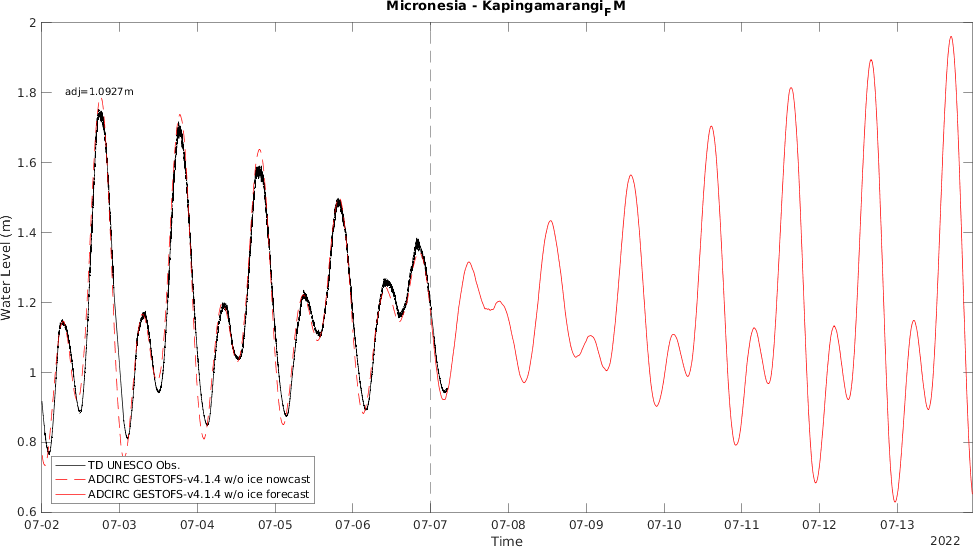 Micronesia - Kapingamarangi_FM
adj=1.0927m
Water Level (m)
2
1.8
1.6
1.4
1.2
1
0.8
0.6
TD UNESCO Obs.
ADCIRC GESTOFS-v4.1.4 w/o ice nowcast
ADCIRC GESTOFS-v4.1.4 w/o ice forecast
07-02 07-03 07-04 07-05 07-06 07-07 07-08 07-09 07-10 07-11 07-12 07-13
Time
2022